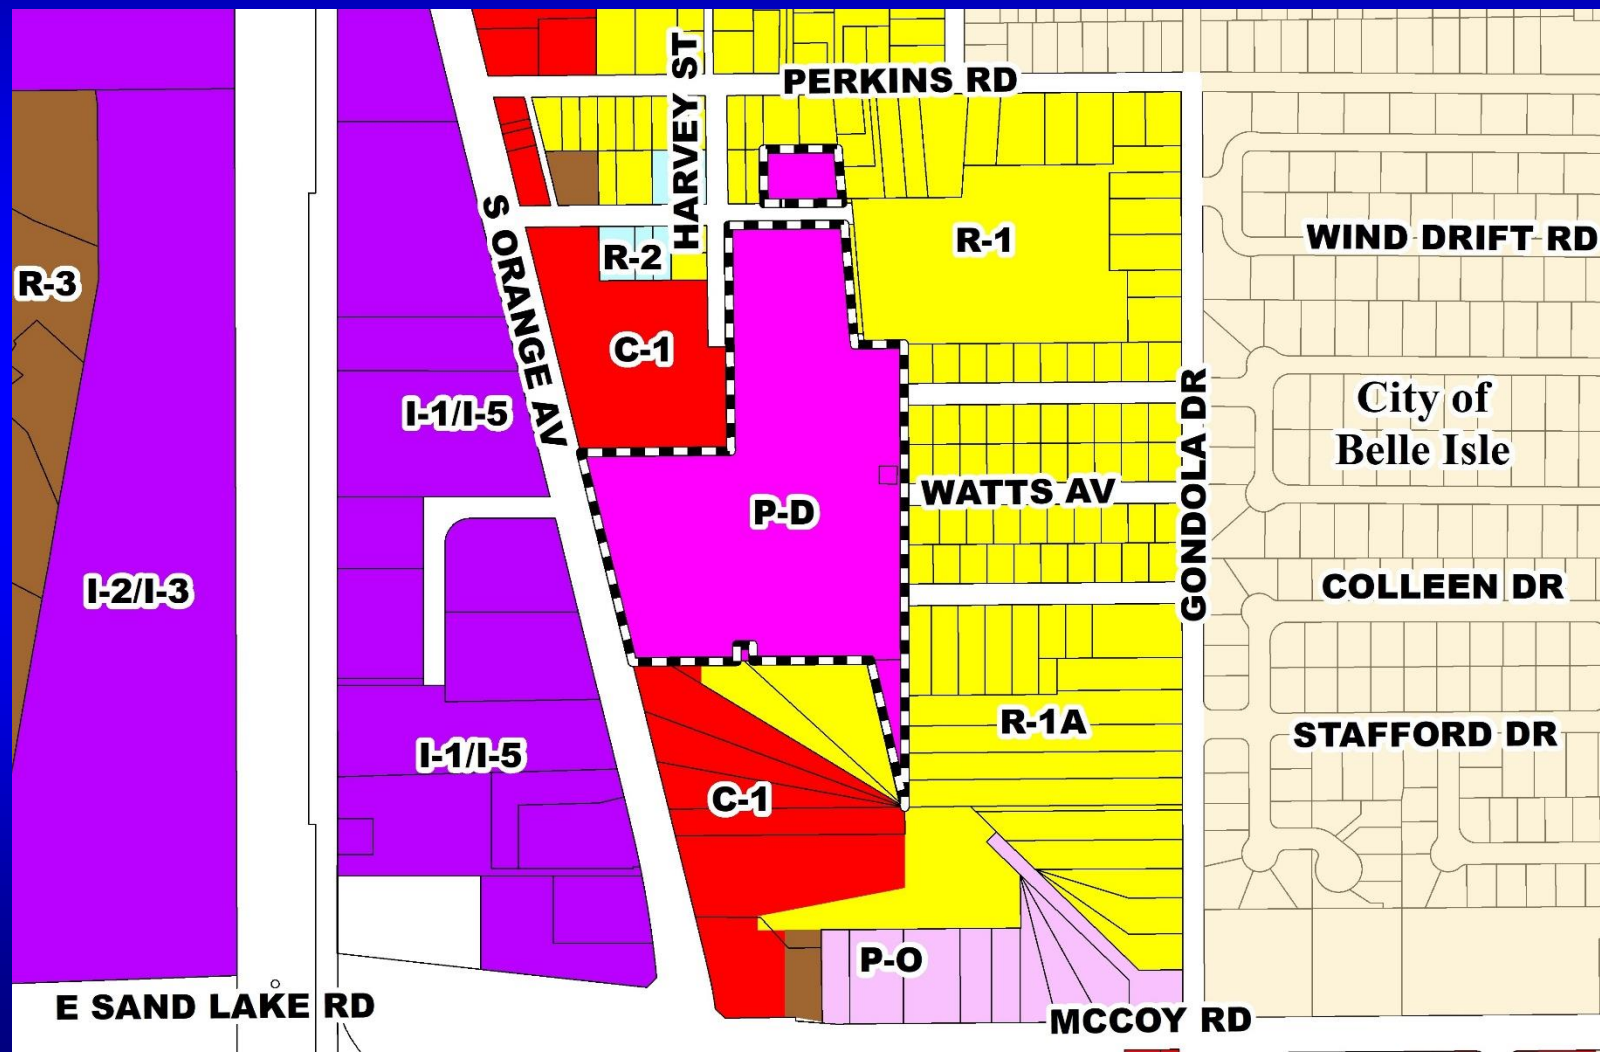 HARVEY ST
PERKINS RD
S ORANGE AV
R-1
WIND DRIFT RD
R-2
R-3
C-1
I-1/I-5
GONDOLA DR
City of
Belle Isle
WATTS AV
P-D
I-2/I-3
COLLEEN DR
R-1A
STAFFORD DR
I-1/I-5
C-1
P-O
E SAND LAKE RD
MCCOY RD